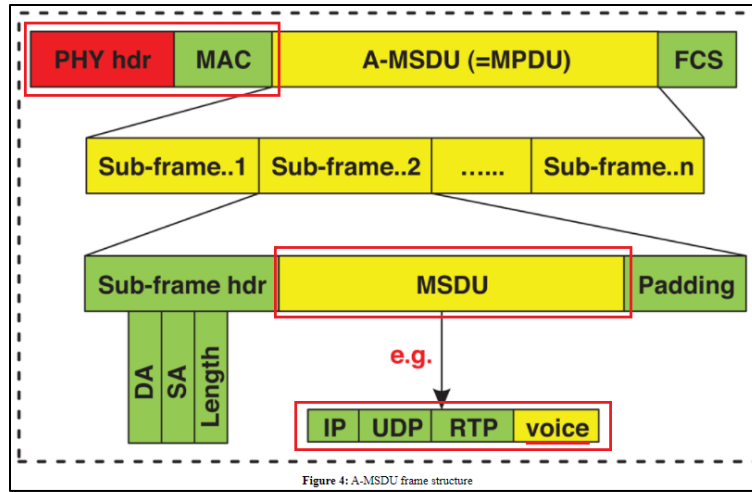 PHY hdr MAC A-MSDU (=MPDU) FCS
Sub-frame..1 Sub-frame..2 ...... Sub-frame..n
Sub-frame hdr MSDU Padding
DA SA Length
e.g.
IP UDP RTP voice
Figure 4: A-MSDU frame structure